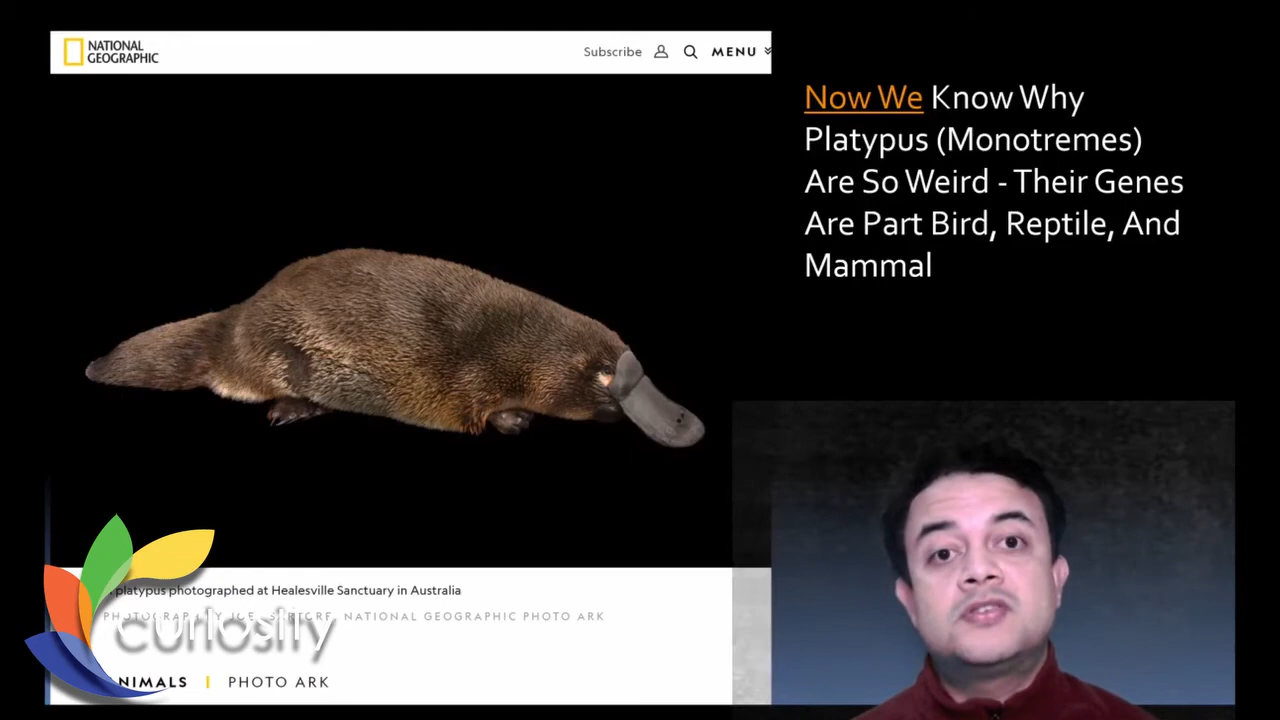 NATIONAL
GEOGRAPHIC
Subscribe
MENU
Now We Know Why
Platypus (Monotremes)
Are So Weird - Their Genes
Are Part Bird, Reptile, And
Mammal
platypus photographed at Healesville Sanctuary in Australia
NATIONAL GEOGRAPHIC PHOTO ARK
curiosity
NIMALS | PHOTO ARK